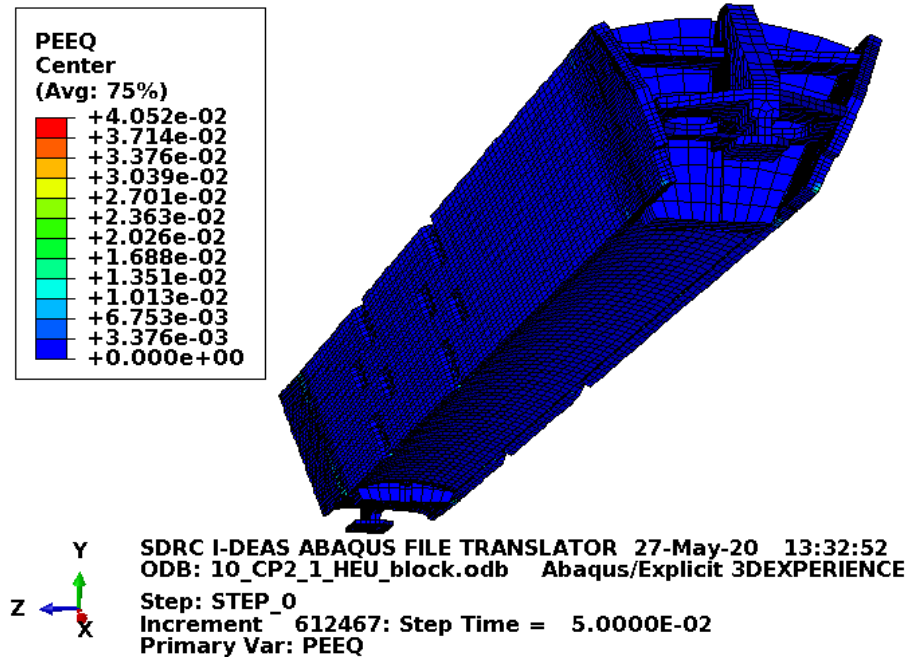 PEEQ
Center
(Avg: 75%)
+4.052e-02
+3.714e-02
+3.376e-02
+3.039e-02
+2.701e-02
+2.363e-02
+2.026e-02
+1.688e-02
+1.351e-02
+1.013e-02
+6.753e-03
+3.376e-03
+0.000e+00
Y
Z
X
SDRC I-DEAS ABAQUS FILE TRANSLATOR 27-May-20 13:32:52
ODB: 10_CP2_1_HEU_block.odb Abaqus/Explicit 3DEXPERIENCE
Step: STEP_0
Increment 612467: Step Time = 5.0000E-02
Primary Var: PEEQ